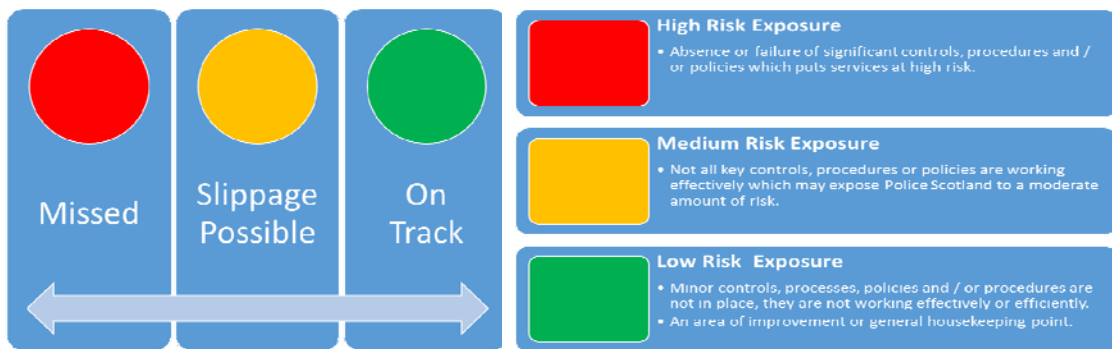 Missed
Slippage
Possible
On
Track
High Risk Exposure
• Absence or failure of significant controls, procedures and /
or policies which puts services at high risk.
Medium Risk Exposure
• Not all key controls, procedures or policies are working
effectively which may expose Police Scotland to a moderate
amount of risk.
Low Risk  Exposure
• Minor controls, processes, policies and / or procedures are
not in place, they are not working effectively or efficiently.
• An area of improvement or general housekeeping point.